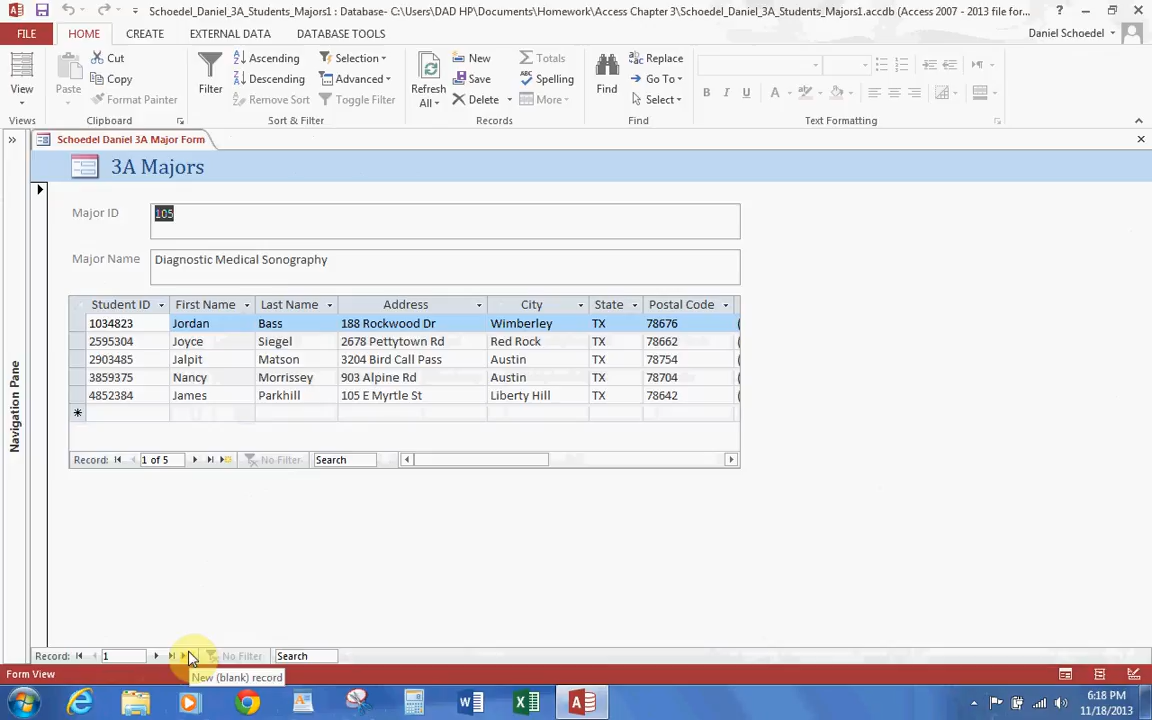 Schoedel_Daniel_3A_Students_Majors1 : Database- C:\Users\DAD HP\Documents\Homework\Access Chapter 3\Schoedel_Daniel_3A_Students_Majors1.accdb (Access 2007 - 2013 file for...
FILE HOME CREATE EXTERNAL DATA DATABASE TOOLS Daniel Schoedel
Cut Ascending Selection New Totals Replace
View Paste Copy Filter Descending Advanced Refresh All Save Spelling Find Go To
Format Painter Remove Sort Toggle Filter Delete More Select B I U A
Views Clipboard Sort & Filter Records Find Text Formatting
Schoedel Daniel 3A Major Form
3A Majors
Major ID 105
Major Name Diagnostic Medical Sonography
Student ID First Name Last Name Address City State Postal Code
1034823 Jordan Bass 188 Rockwood Dr Wimberley TX 78676 (
2595304 Joyce Siegel 2678 Pettytown Rd Red Rock TX 78662 (
2903485 Jalpit Matson 3204 Bird Call Pass Austin TX 78754 (
3859375 Nancy Morrissey 903 Alpine Rd Austin TX 78704 (
4852384 James Parkhill 105 E Myrtle St Liberty Hill TX 78642 (
Record: 1 of 5 No Filter Search
Navigation Pane
Record: 1 No Filter Search
Form View New (blank) record
6:18 PM
11/18/2013